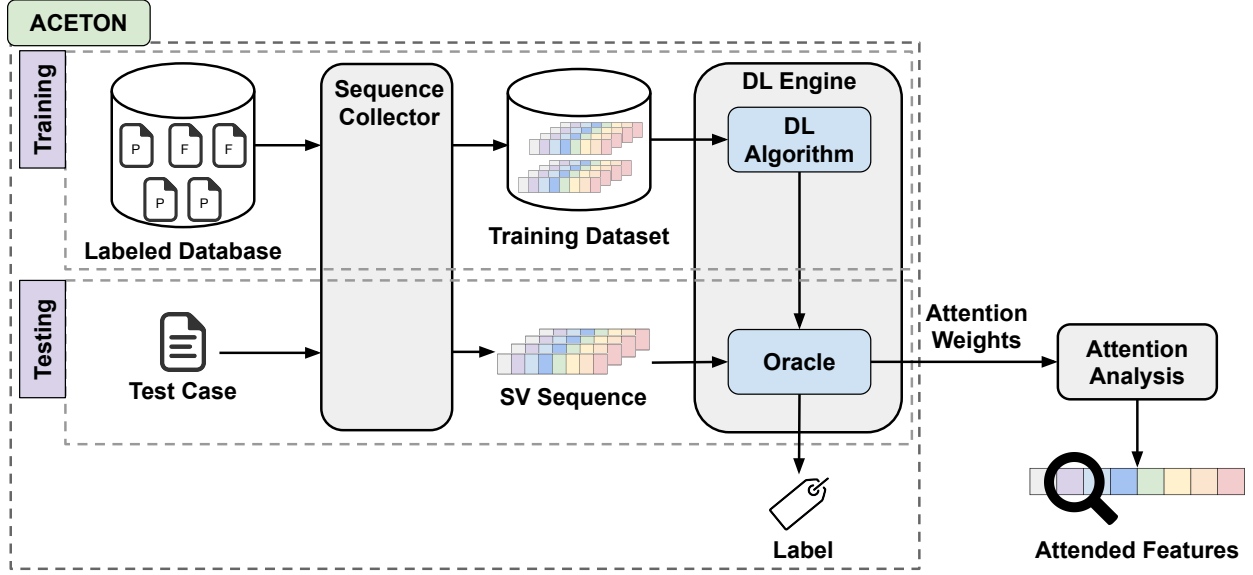 ACETON
Training
Sequence
Collector
DL Engine
DL
Algorithm
P
F
F
P
P
Labeled Database
Training Dataset
Testing
Test Case
SV Sequence
Oracle
Attention
Weights
Attention
Analysis
Label
Attended Features